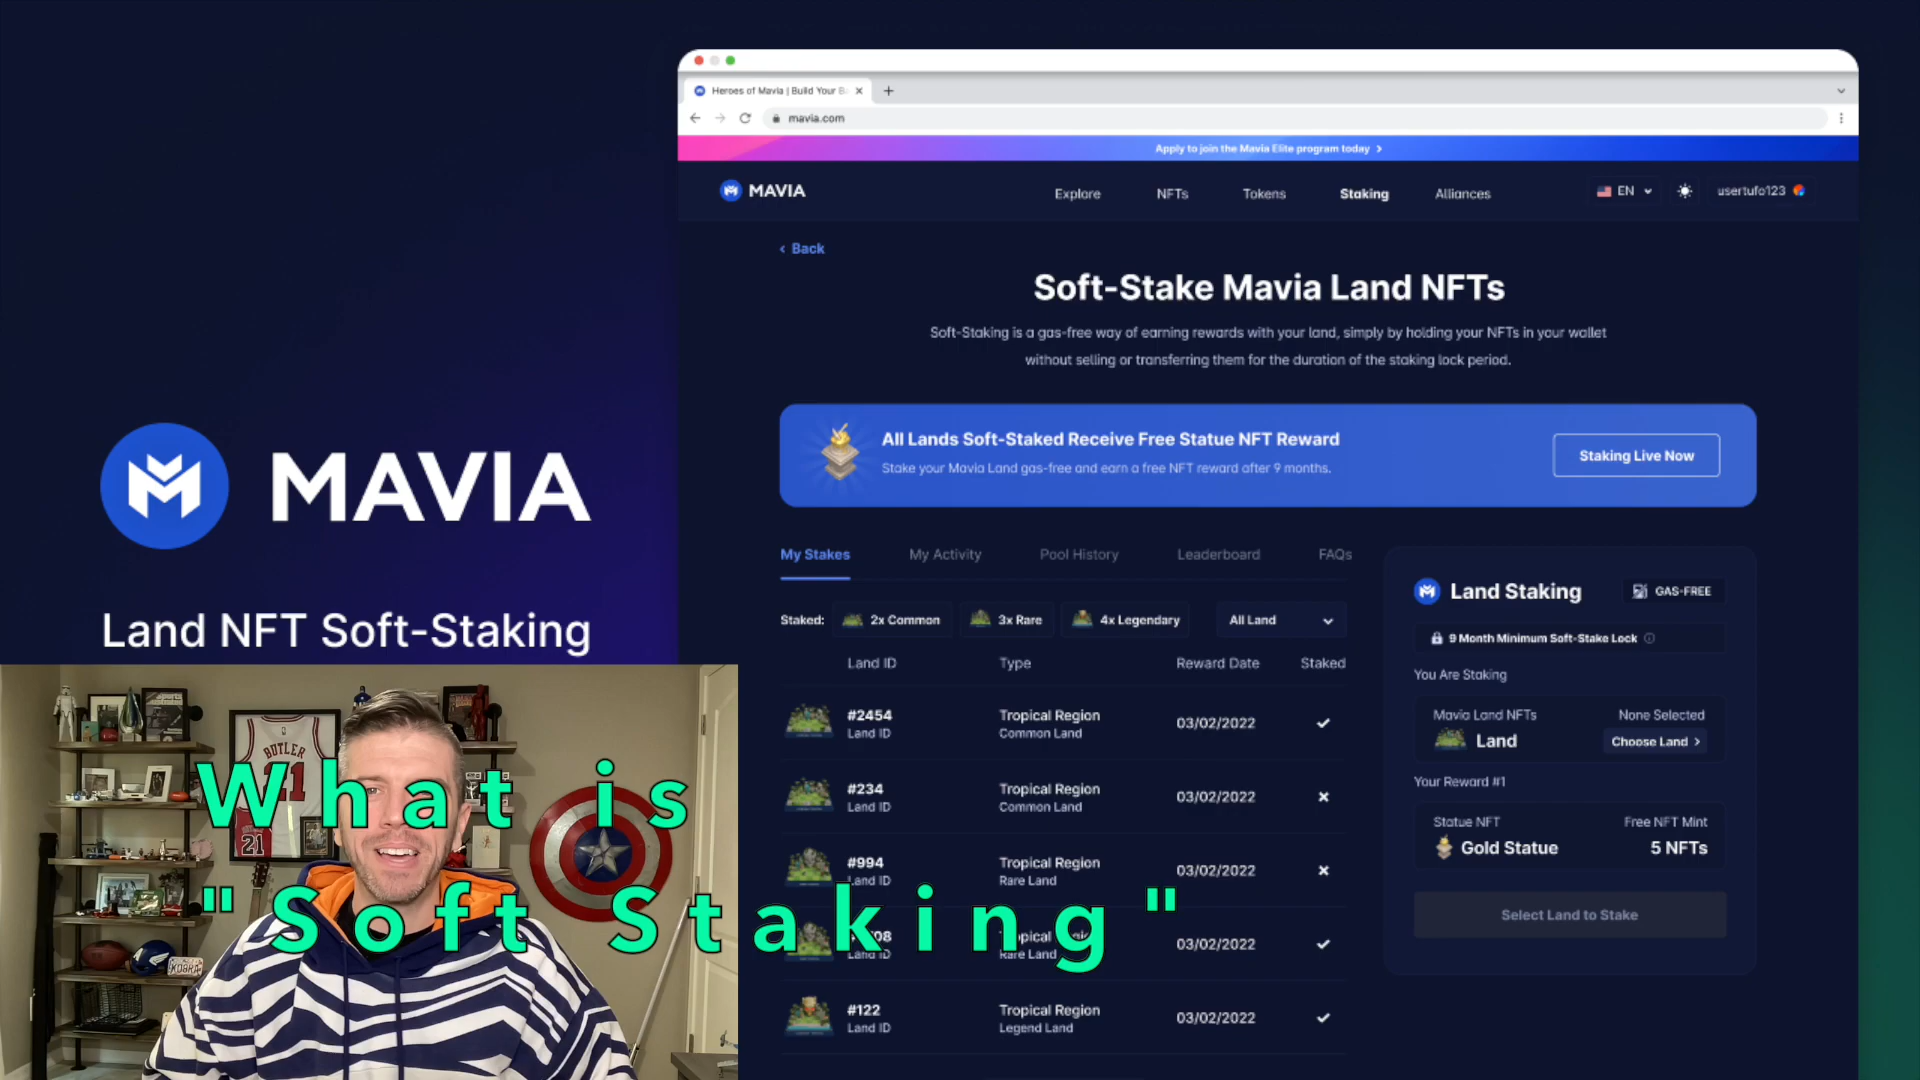 Heroes of Mavia | Build Your Ba
mavia.com
Apply to join the Mavia Elite program today
MAVIA
Explore
NFTs
Tokens
Staking
Alliances
EN
usertufo123
Back
Soft-Stake Mavia Land NFTs
Soft-Staking is a gas-free way of earning rewards with your land, simply by holding your NFTs in your wallet
without selling or transferring them for the duration of the staking lock period.
All Lands Soft-Staked Receive Free Statue NFT Reward
Stake your Mavia Land gas-free and earn a free NFT reward after 9 months.
Staking Live Now
MAVIA
Land NFT Soft-Staking
My Stakes
My Activity
Pool History
Leaderboard
FAQs
Staked:
2x Common
3x Rare
4x Legendary
All Land
Land ID
Type
Reward Date
Staked
#2454
Land ID
Tropical Region
Common Land
03/02/2022
#234
Land ID
Tropical Region
Common Land
03/02/2022
#994
Land ID
Tropical Region
Rare Land
03/02/2022
Land ID
Tropical
Rare Land
03/02/2022
#122
Land ID
Tropical Region
Legend Land
03/02/2022
Land Staking
GAS-FREE
9 Month Minimum Soft-Stake Lock
You Are Staking
Mavia Land NFTs
None Selected
Land
Choose Land
Your Reward #1
Statue NFT
Free NFT Mint
Gold Statue
5 NFTs
Select Land to Stake
What is
"Soft Staking"
BUTLER
21
21
KOBRA